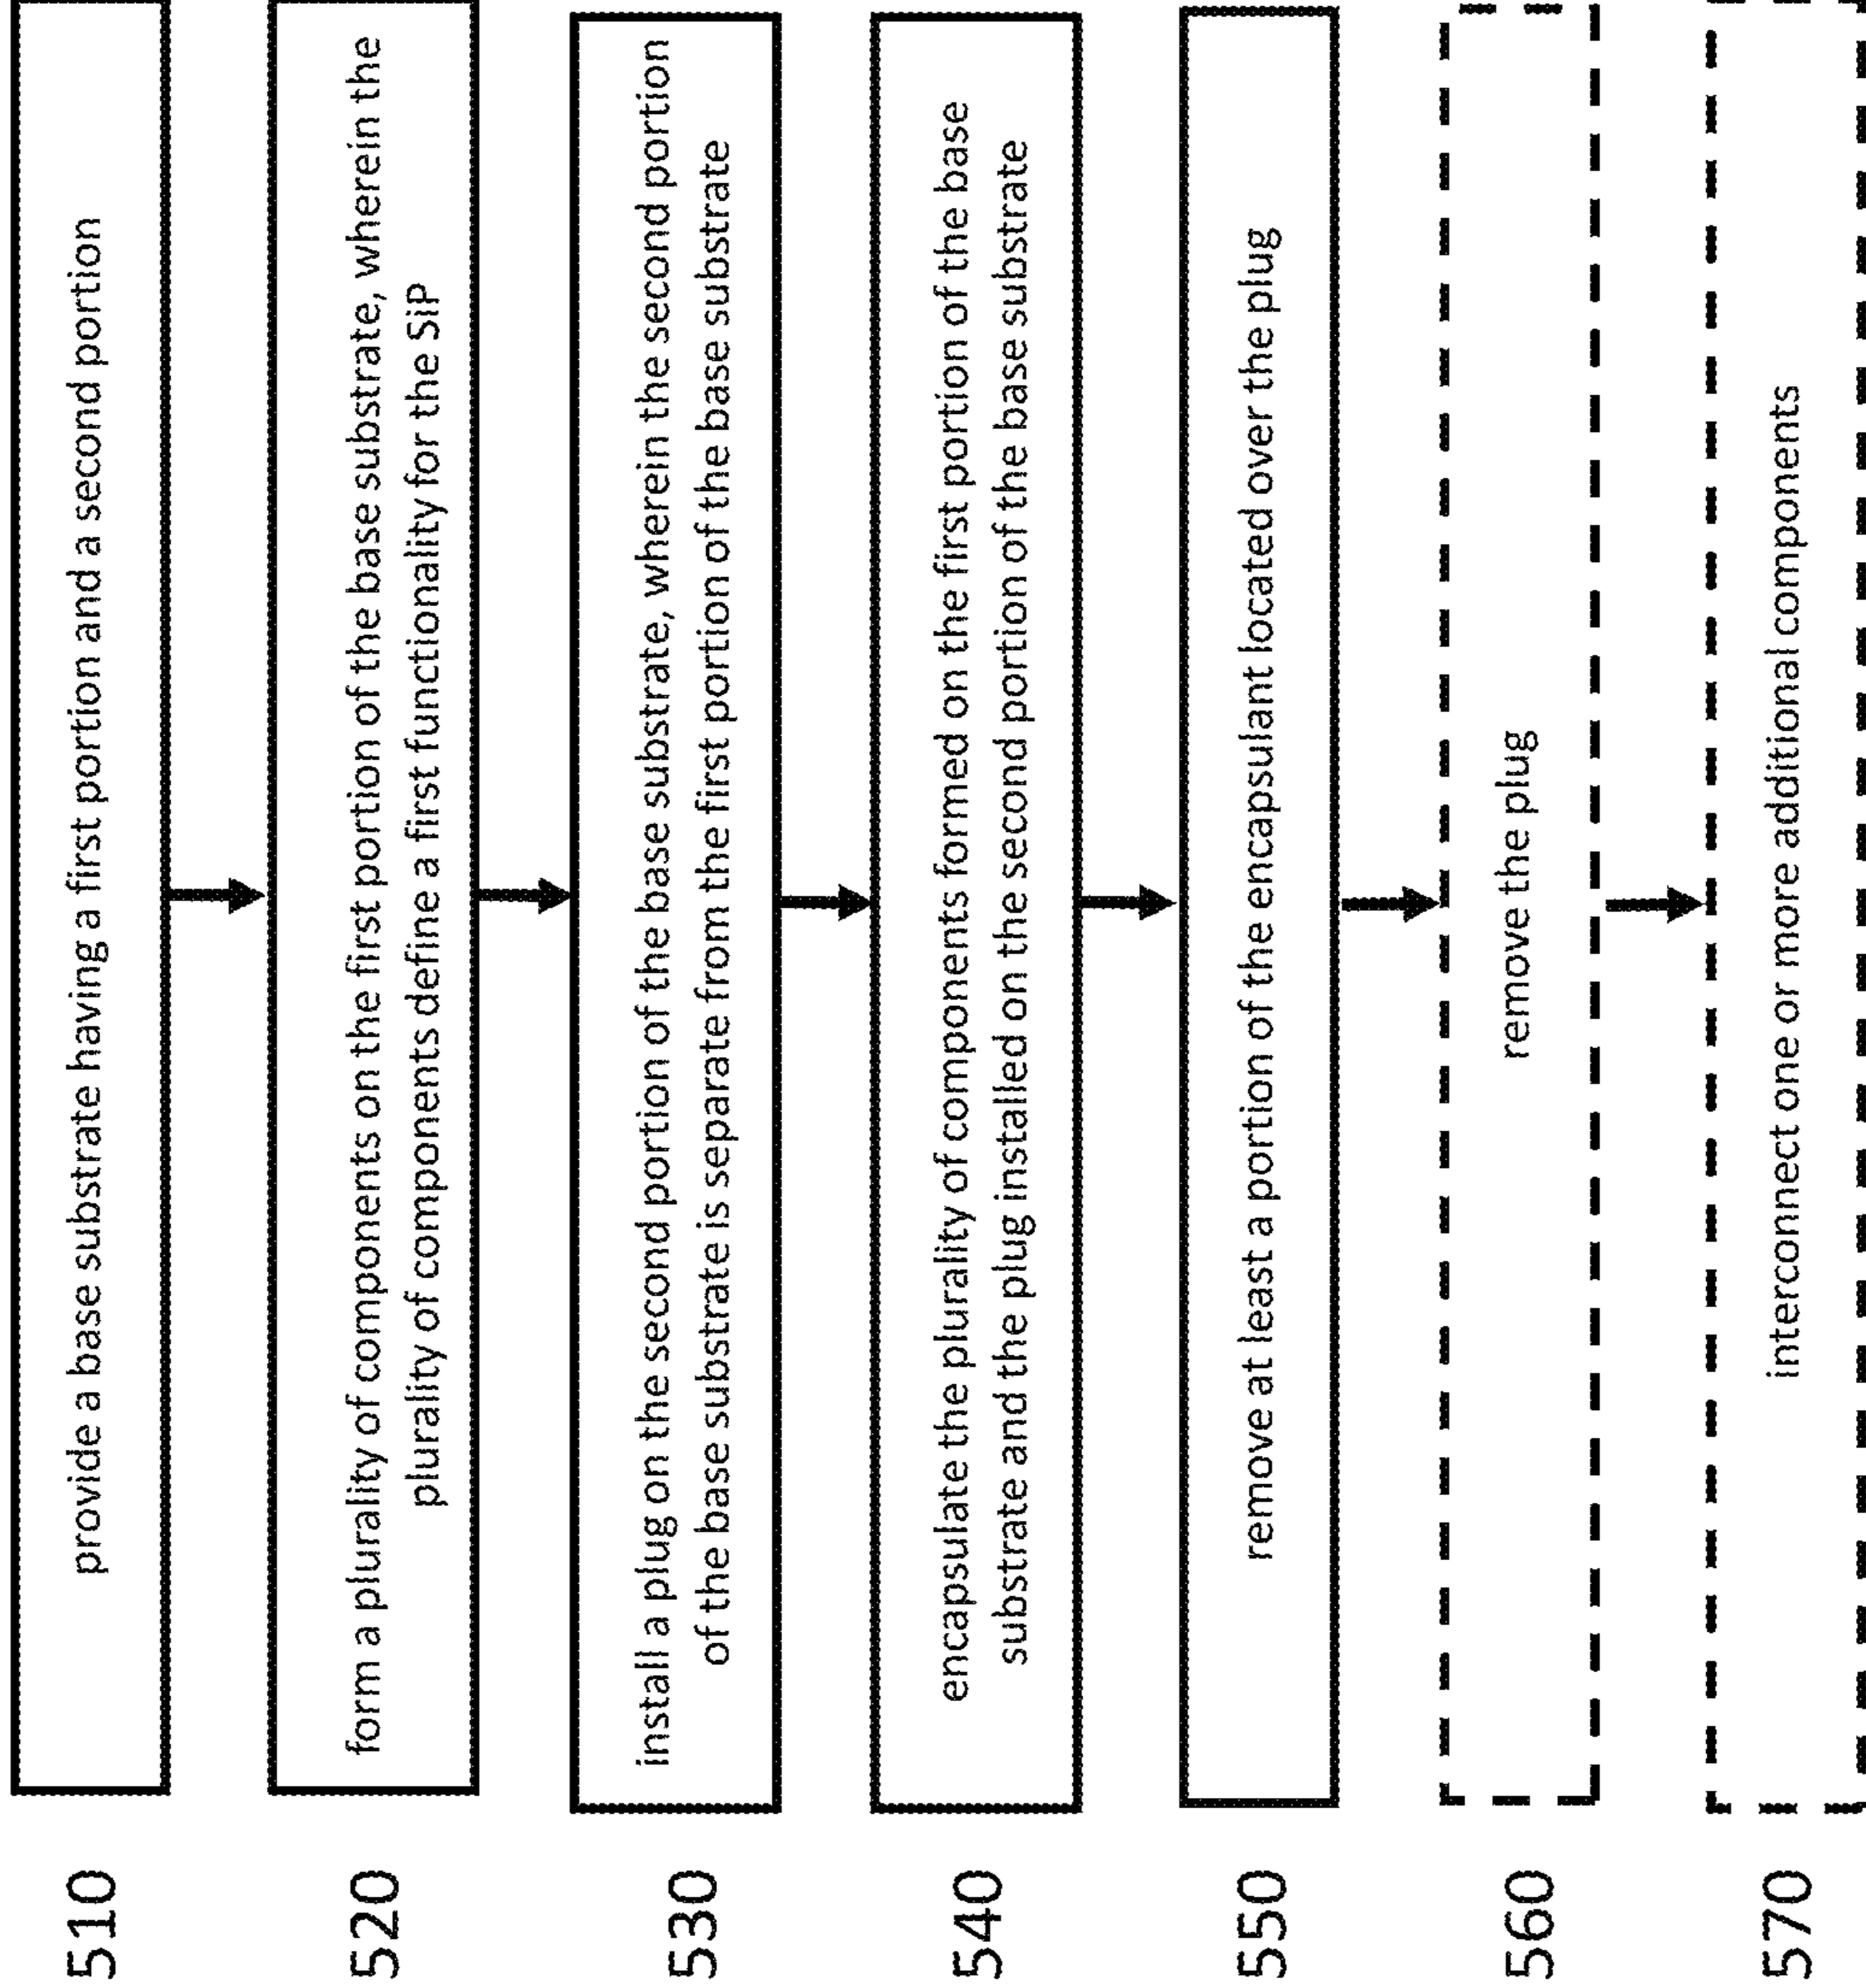 510
provide a base substrate having a first portion and a second portion
520
form a plurality of components on the first portion of the base substrate, wherein the
plurality of components define a first functionality for the SiP
530
install a plug on the second portion of the base substrate, wherein the second portion
of the base substrate is separate from the first portion of the base substrate
540
encapsulate the plurality of components formed on the first portion of the base
substrate and the plug installed on the second portion of the base substrate
550
remove at least a portion of the encapsulant located over the plug
560
remove the plug
570
interconnect one or more additional components